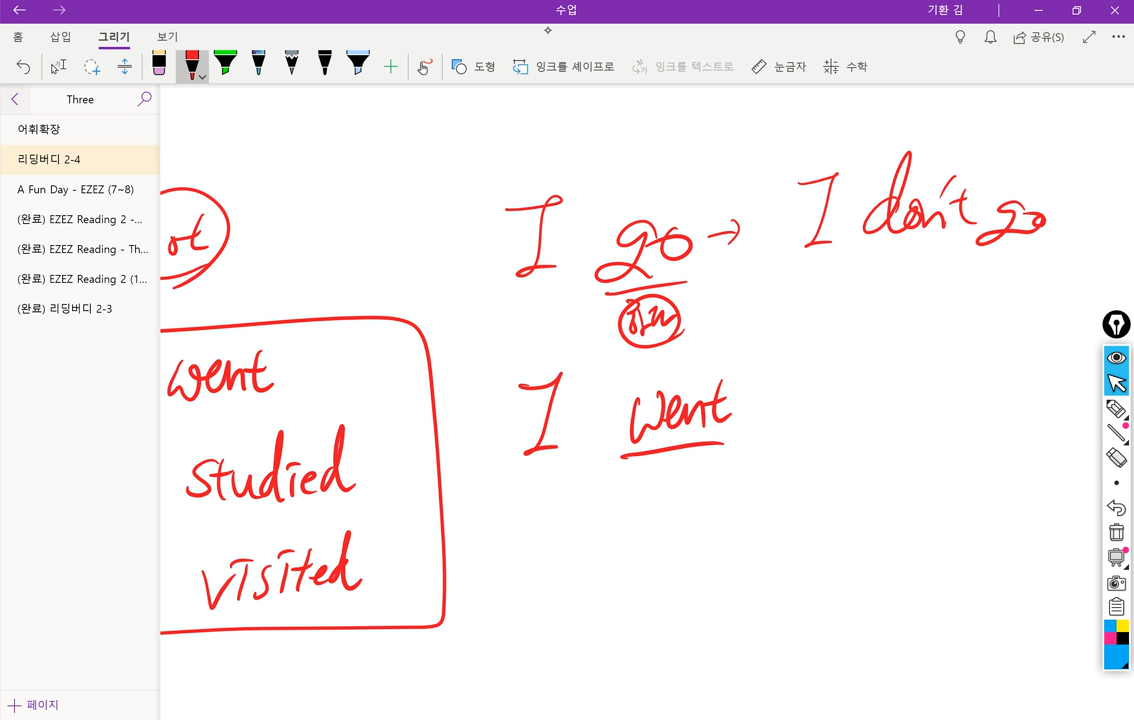 수업
기환 김
홈 삽입 그리기 보기
공유(S)
도형 잉크를 셰이프로 잉크를 텍스트로 눈금자 수학
Three
어휘확장
리딩버디 2-4
A Fun Day - EZEZ (7~8)
(완료) EZEZ Reading 2 -...
(완료) EZEZ Reading - Th...
(완료) EZEZ Reading 2 (1...
(완료) 리딩버디 2-3
페이지
ot
I go → I don't go
I went
went
studied
visited